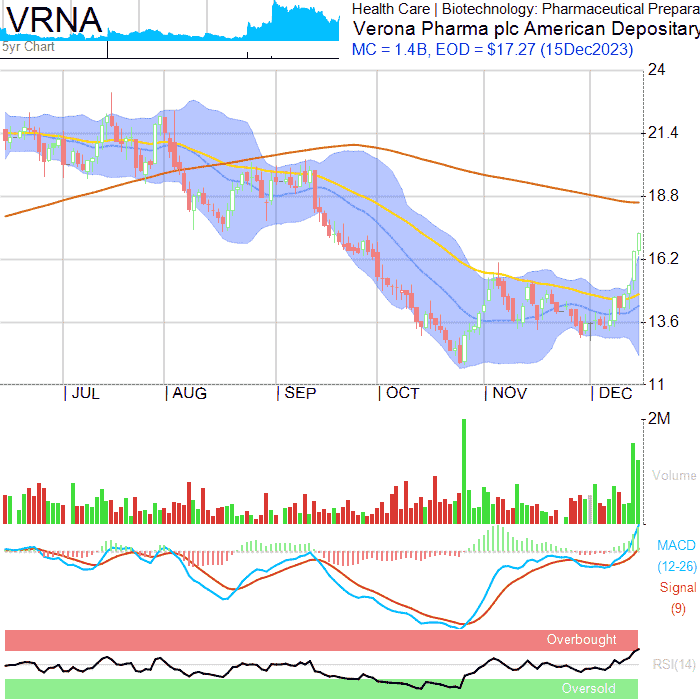 VRNA
Health Care | Biotechnology: Pharmaceutical Prepara
Verona Pharma plc American Depositary
MC = 1.4B, EOD = $17.27 (15Dec2023)
5yr Chart
24
21.4
18.8
16.2
13.6
11
JUL AUG SEP OCT NOV DEC
2M
Volume
MACD
(12-26)
Signal
(9)
Overbought
RSI(14)
Oversold